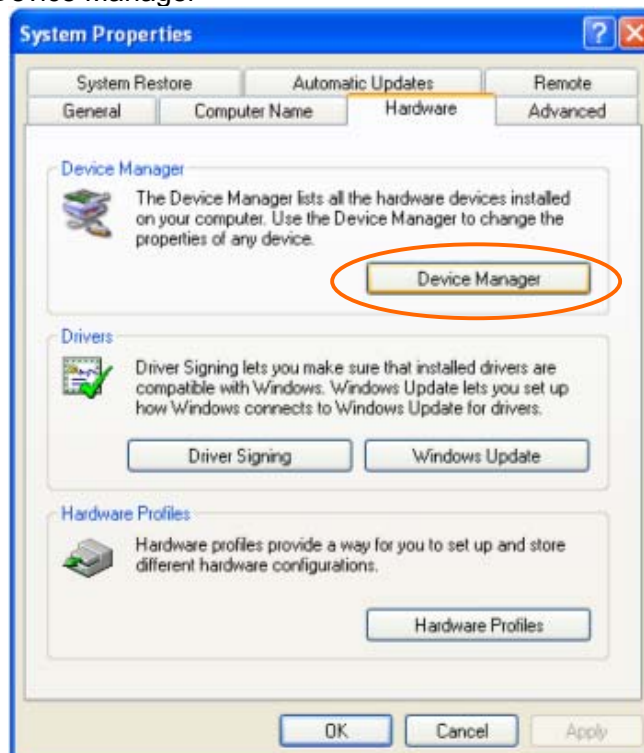 Device Manager
System Properties
System Restore Automatic Updates Remote
General Computer Name Hardware Advanced
Device Manager
The Device Manager lists all the hardware devices installed
on your computer. Use the Device Manager to change the
properties of any device.
Device Manager
Drivers
Driver Signing lets you make sure that installed drivers are
compatible with Windows. Windows Update lets you set up
how Windows connects to Windows Update for drivers.
Driver Signing Windows Update
Hardware Profiles
Hardware profiles provide a way for you to set up and store
different hardware configurations.
Hardware Profiles
OK Cancel Apply